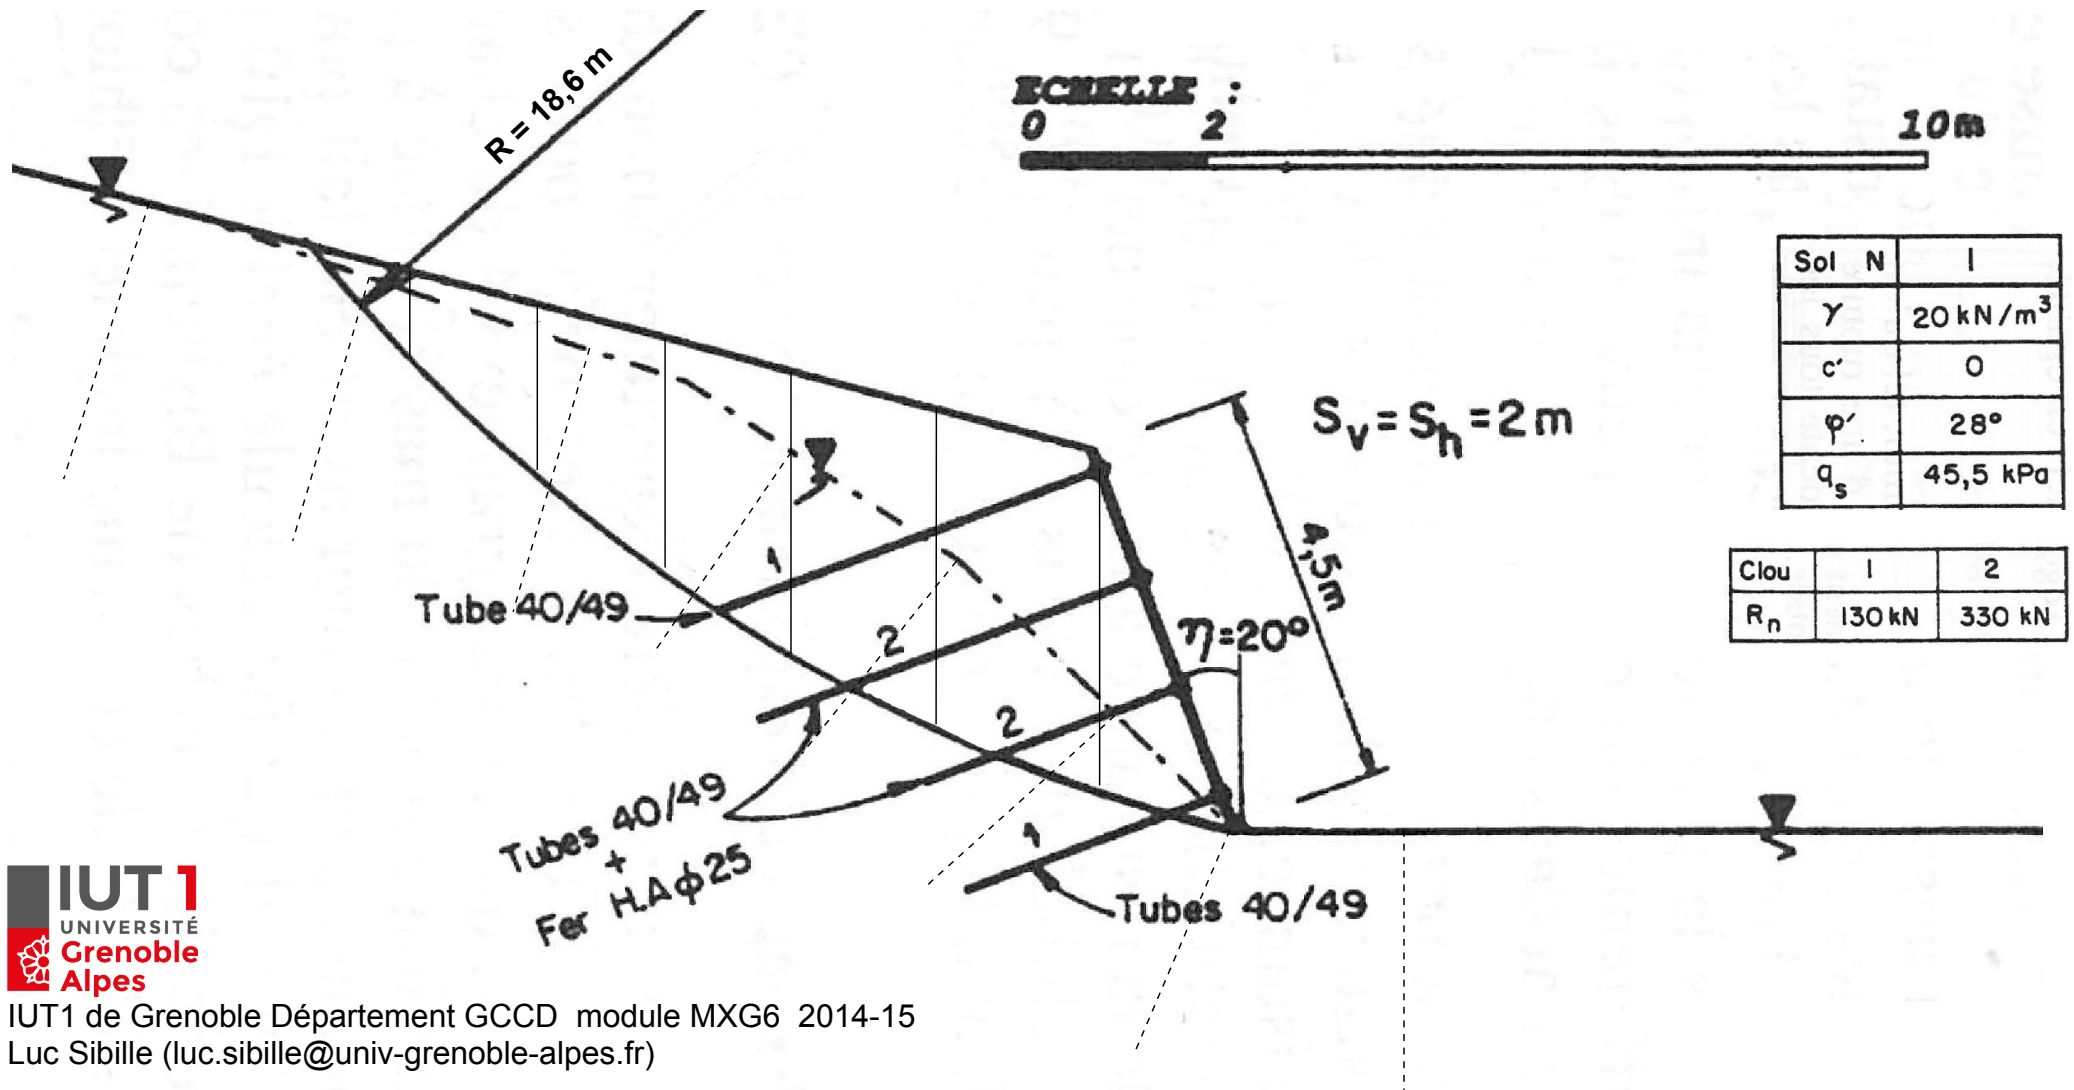 R = 18,6 m
ECHELLE :
0 2 10m
Sol N 1
γ 20 kN/m³
c′ 0
φ′ 28°
qs 45,5 kPa
Sv = Sh = 2 m
4,5m
Clou 1 2
Rn 130 kN 330 kN
η=20°
1
Tube 40/49
2
2
Tubes 40/49
+
Fer H.A φ25
1
Tubes 40/49
IUT 1
UNIVERSITÉ
Grenoble
Alpes
IUT1 de Grenoble Département GCCD module MXG6 2014-15
Luc Sibille (luc.sibille@univ-grenoble-alpes.fr)